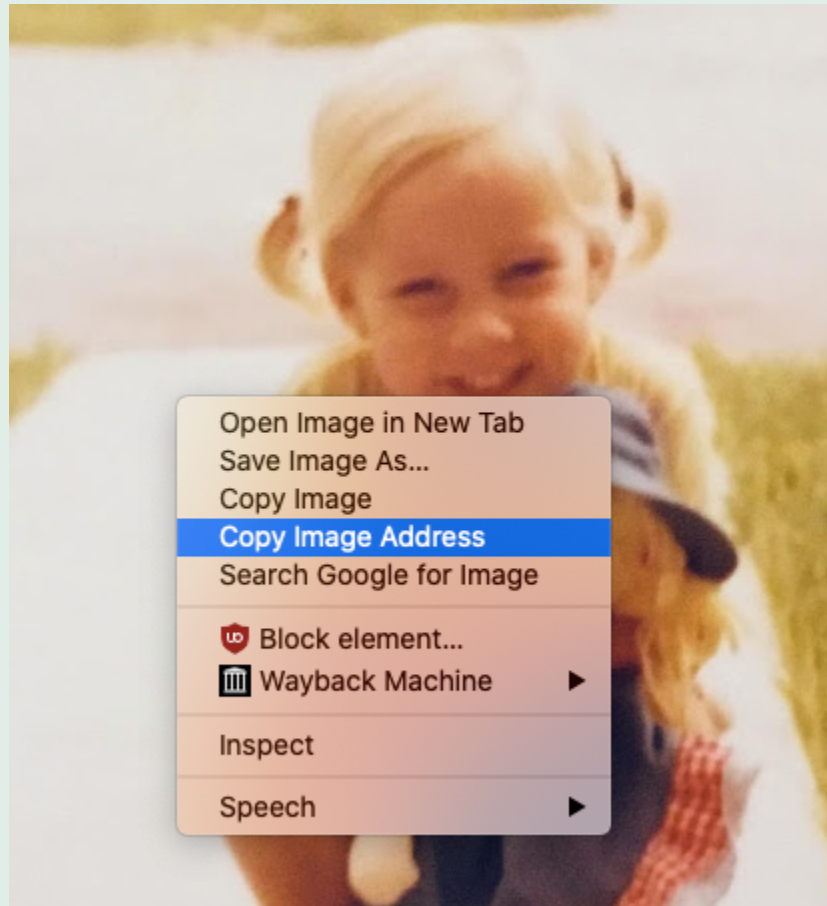 Open Image in New Tab
Save Image As...
Copy Image
Copy Image Address
Search Google for Image
Block element...
Wayback Machine
Inspect
Speech